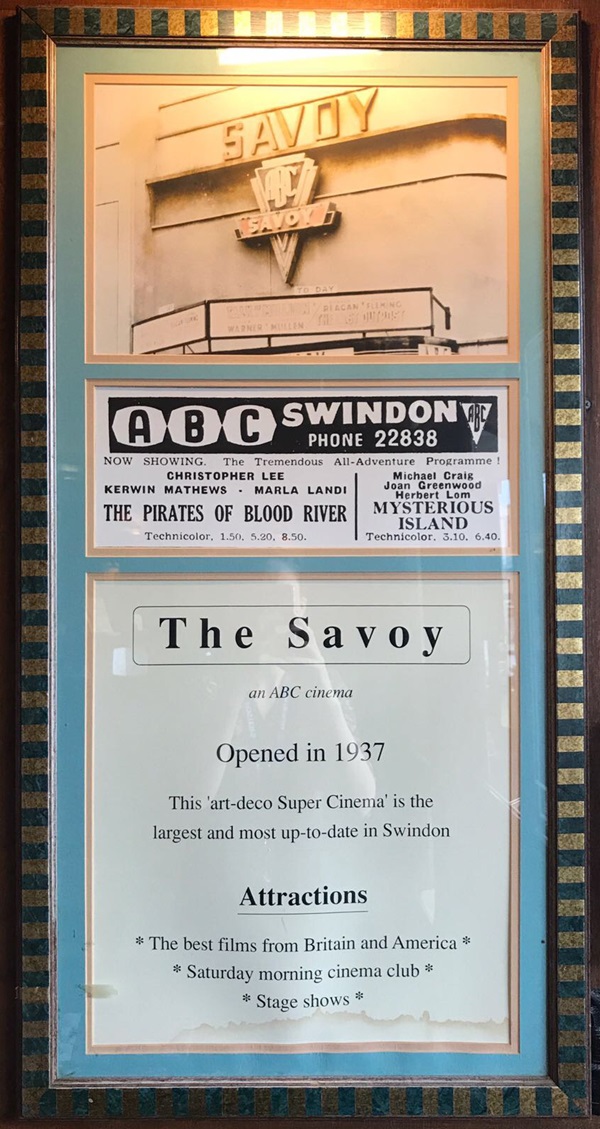 SAVOY
ABC
SAVOY
TO DAY
REAGAN FLEMING
WARNER MULLEN
ABC SWINDON ABC
PHONE 22838
NOW SHOWING. The Tremendous All-Adventure Programme!
CHRISTOPHER LEE
KERWIN MATHEWS · MARLA LANDI
THE PIRATES OF BLOOD RIVER
Technicolor, 1.50, 5.20, 8.50.
Michael Craig
Joan Greenwood
Herbert Lom
MYSTERIOUS
ISLAND
Technicolor, 3.10, 6.40.
The Savoy
an ABC cinema
Opened in 1937
This 'art-deco Super Cinema' is the
largest and most up-to-date in Swindon
Attractions
* The best films from Britain and America *
* Saturday morning cinema club *
* Stage shows *